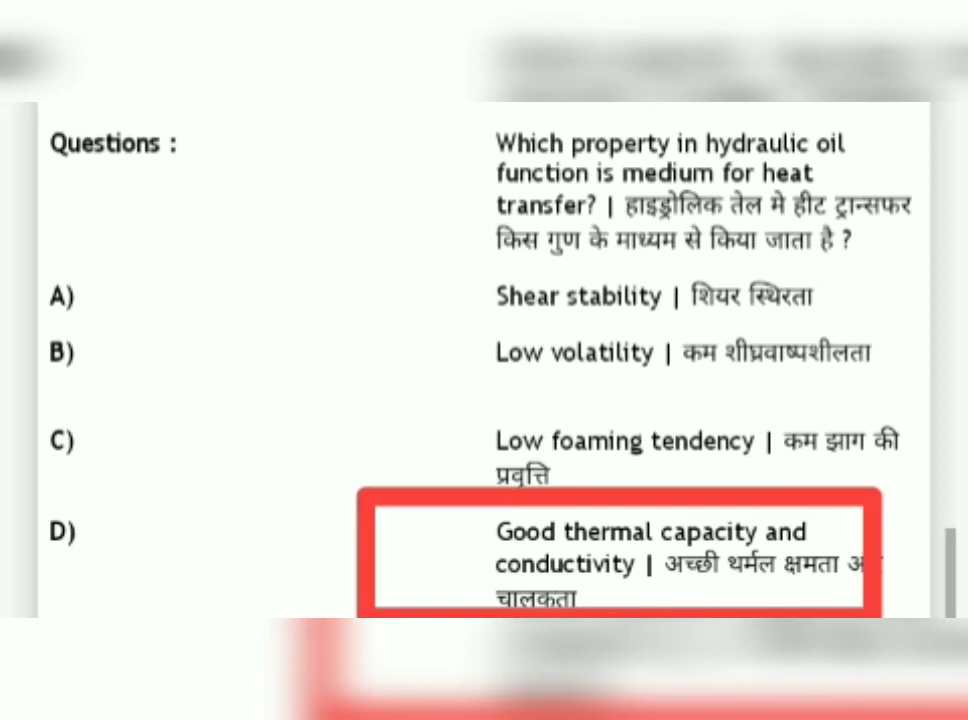 Questions :
Which property in hydraulic oil
function is medium for heat
transfer? | हाइड्रोलिक तेल मे हीट ट्रान्सफर
किस गुण के माध्यम से किया जाता है ?
A)
Shear stability | शियर स्थिरता
B)
Low volatility | कम शीघ्रवाष्पशीलता
C)
Low foaming tendency | कम झाग की
प्रवृत्ति
D)
Good thermal capacity and
conductivity | अच्छी थर्मल क्षमता
चालकता